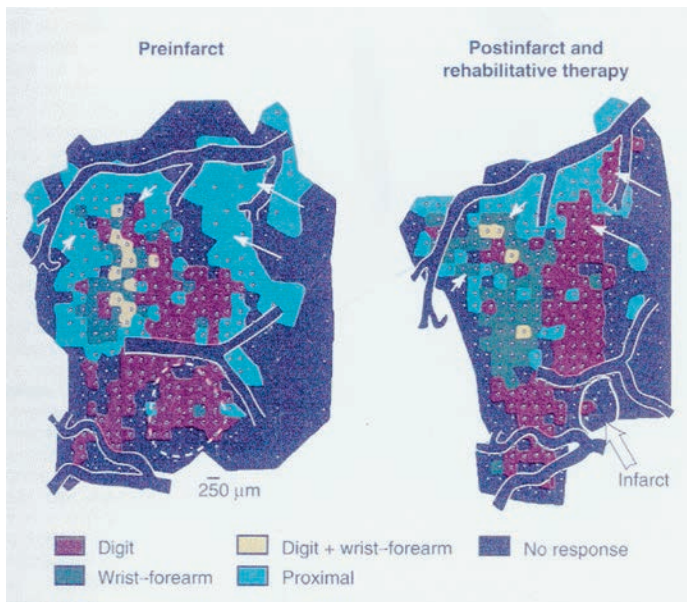 Preinfarct
Postinfarct and
rehabilitative therapy
250 μm
Infarct
Digit
Digit + wrist–forearm
No response
Wrist–forearm
Proximal